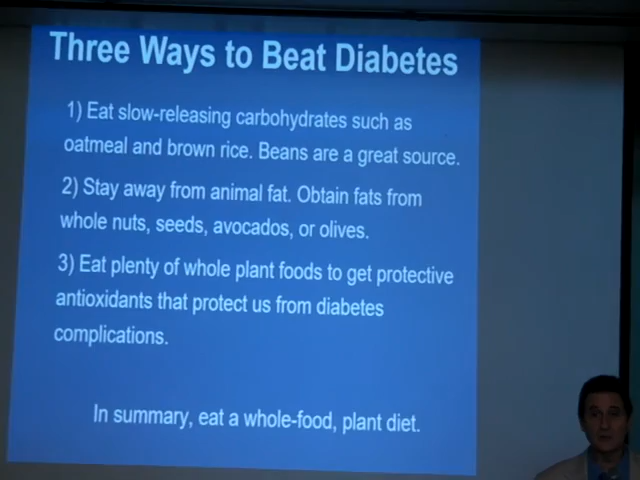 Three Ways to Beat Diabetes
1) Eat slow-releasing carbohydrates such as
oatmeal and brown rice. Beans are a great source.
2) Stay away from animal fat. Obtain fats from
whole nuts, seeds, avocados, or olives.
3) Eat plenty of whole plant foods to get protective
antioxidants that protect us from diabetes
complications.
In summary, eat a whole-food, plant diet.